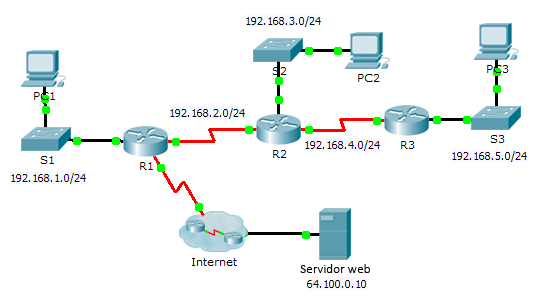 192.168.3.0/24
S2
PC2
PC3
PC1
192.168.2.0/24
S1
192.168.1.0/24
R1
R2
192.168.4.0/24
R3
S3
192.168.5.0/24
Internet
Servidor web
64.100.0.10